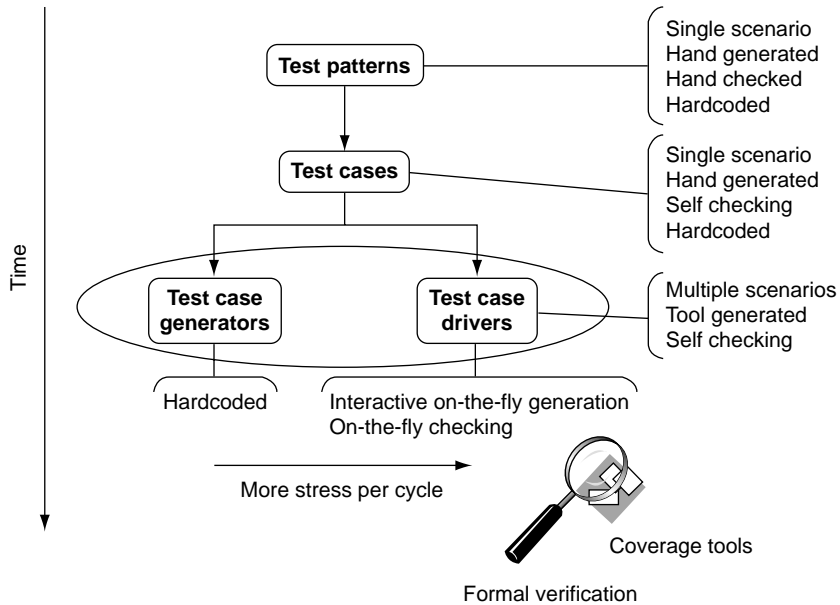 Time
Test patterns
Single scenario
Hand generated
Hand checked
Hardcoded
Test cases
Single scenario
Hand generated
Self checking
Hardcoded
Test case
generators
Test case
drivers
Multiple scenarios
Tool generated
Self checking
Hardcoded
Interactive on-the-fly generation
On-the-fly checking
More stress per cycle
Coverage tools
Formal verification